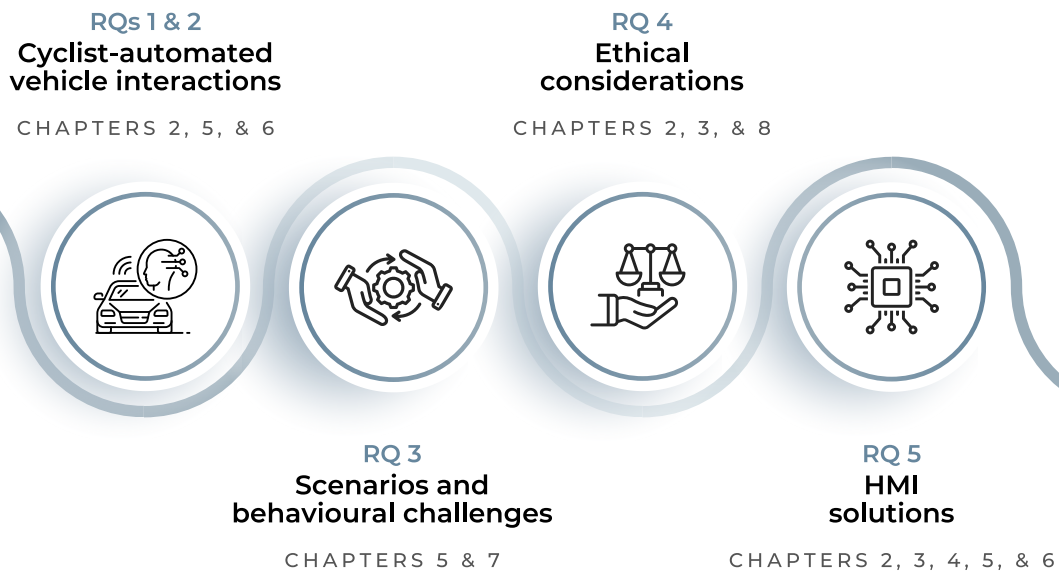 RQs 1 & 2
Cyclist-automated
vehicle interactions
CHAPTERS 2, 5, & 6
RQ 4
Ethical
considerations
CHAPTERS 2, 3, & 8
RQ 3
Scenarios and
behavioural challenges
CHAPTERS 5 & 7
RQ 5
HMI
solutions
CHAPTERS 2, 3, 4, 5, & 6